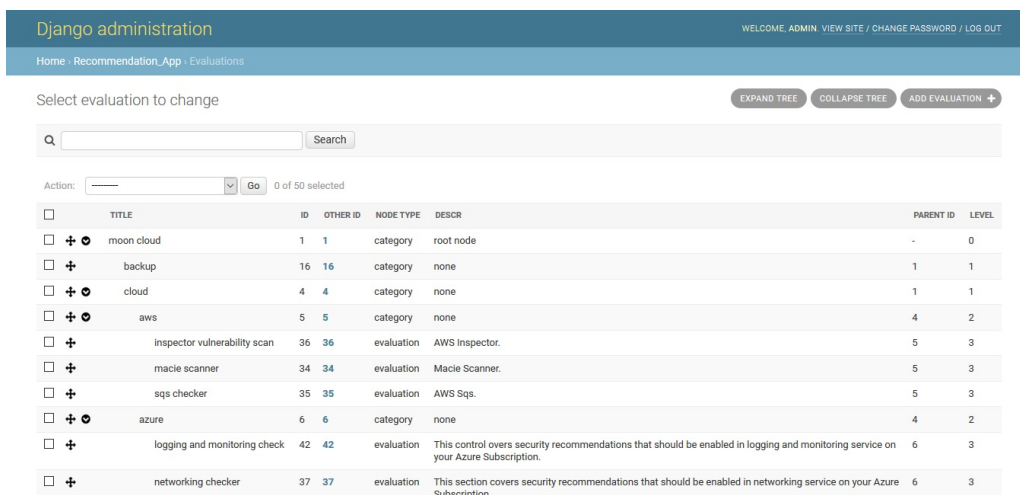 Django administration
WELCOME, ADMIN. VIEW SITE / CHANGE PASSWORD / LOG OUT
Home › Recommendation_App › Evaluations
Select evaluation to change
EXPAND TREE COLLAPSE TREE ADD EVALUATION +
Search
Action: --------- Go 0 of 50 selected
TITLE ID OTHER ID NODE TYPE DESCR PARENT ID LEVEL
moon cloud 1 1 category root node - 0
backup 16 16 category none 1 1
cloud 4 4 category none 1 1
aws 5 5 category none 4 2
inspector vulnerability scan 36 36 evaluation AWS Inspector. 5 3
macie scanner 34 34 evaluation Macie Scanner. 5 3
sqs checker 35 35 evaluation AWS Sqs. 5 3
azure 6 6 category none 4 2
logging and monitoring check 42 42 evaluation This control overs security recommendations that should be enabled in logging and monitoring service on 6 3
your Azure Subscription.
networking checker 37 37 evaluation This section covers security recommendations that should be enabled in networking service on your Azure 6 3
Subscription